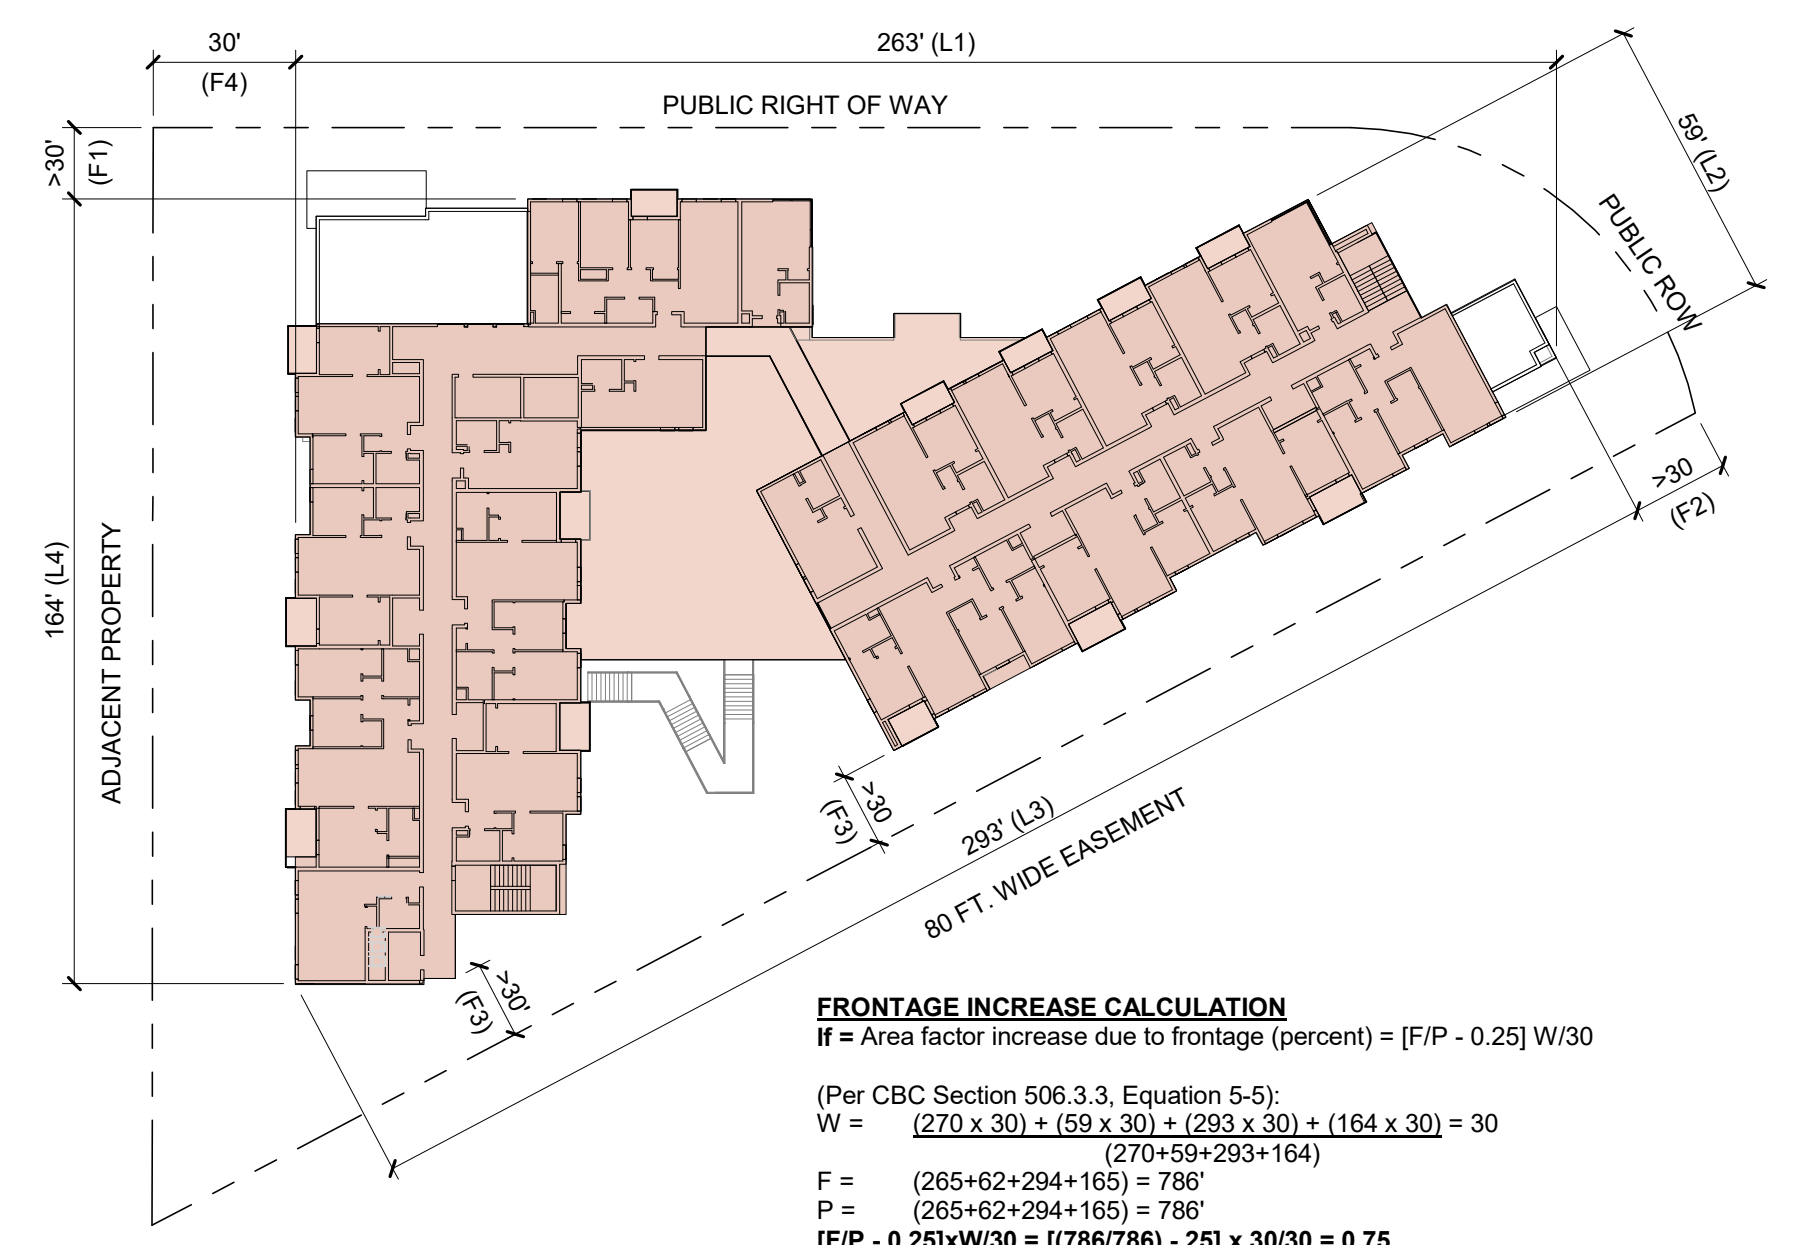 30'
(F4)
263' (L1)
PUBLIC RIGHT OF WAY
>30'
(F1)
59' (L2)
PUBLIC ROW
>30
(F2)
164' (L4)
ADJACENT PROPERTY
>30
(F3)
293' (L3)
80 FT. WIDE EASEMENT
>30'
(F3)
FRONTAGE INCREASE CALCULATION
If = Area factor increase due to frontage (percent) = [F/P - 0.25] W/30
(Per CBC Section 506.3.3, Equation 5-5):
W = (270 x 30) + (59 x 30) + (293 x 30) + (164 x 30) = 30
(270+59+293+164)
F = (265+62+294+165) = 786'
P = (265+62+294+165) = 786'
[F/P - 0.25]xW/30 = [(786/786) - 25] x 30/30 = 0.75